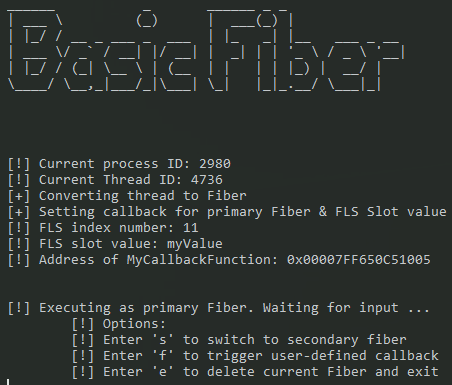 Basic Fiber
[!] Current process ID: 2980
[!] Current Thread ID: 4736
[+] Converting thread to Fiber
[+] Setting callback for primary Fiber & FLS Slot value
[!] FLS index number: 11
[!] FLS slot value: myValue
[!] Address of MyCallbackFunction: 0x00007FF650C51005
[!] Executing as primary Fiber. Waiting for input ...
[!] Options:
[!] Enter 's' to switch to secondary fiber
[!] Enter 'f' to trigger user-defined callback
[!] Enter 'e' to delete current Fiber and exit